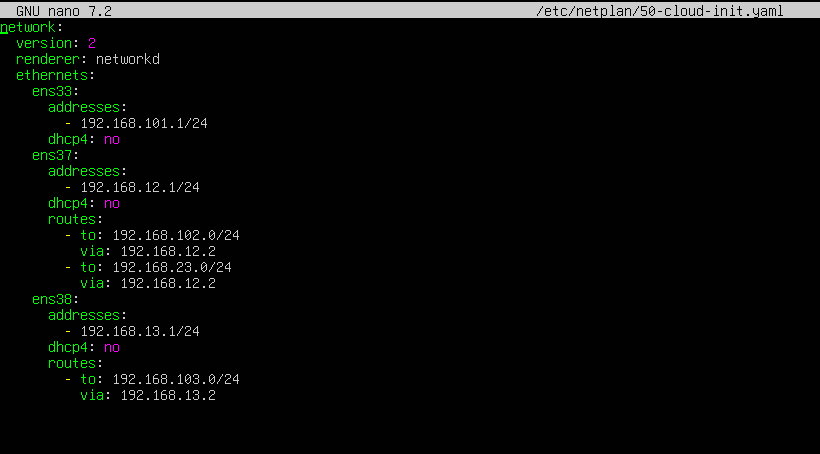 GNU nano 7.2 /etc/netplan/50-cloud-init.yaml
network:
  version: 2
  renderer: networkd
  ethernets:
    ens33:
      addresses:
        - 192.168.101.1/24
      dhcp4: no
    ens37:
      addresses:
        - 192.168.12.1/24
      dhcp4: no
      routes:
        - to: 192.168.102.0/24
          via: 192.168.12.2
        - to: 192.168.23.0/24
          via: 192.168.12.2
    ens38:
      addresses:
        - 192.168.13.1/24
      dhcp4: no
      routes:
        - to: 192.168.103.0/24
          via: 192.168.13.2